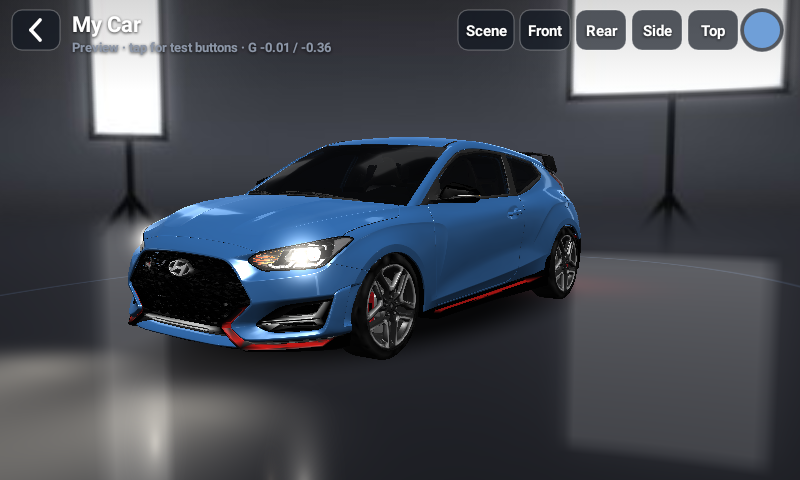 My Car
Preview · tap for test buttons · G -0.01 / -0.36
Scene
Front
Rear
Side
Top